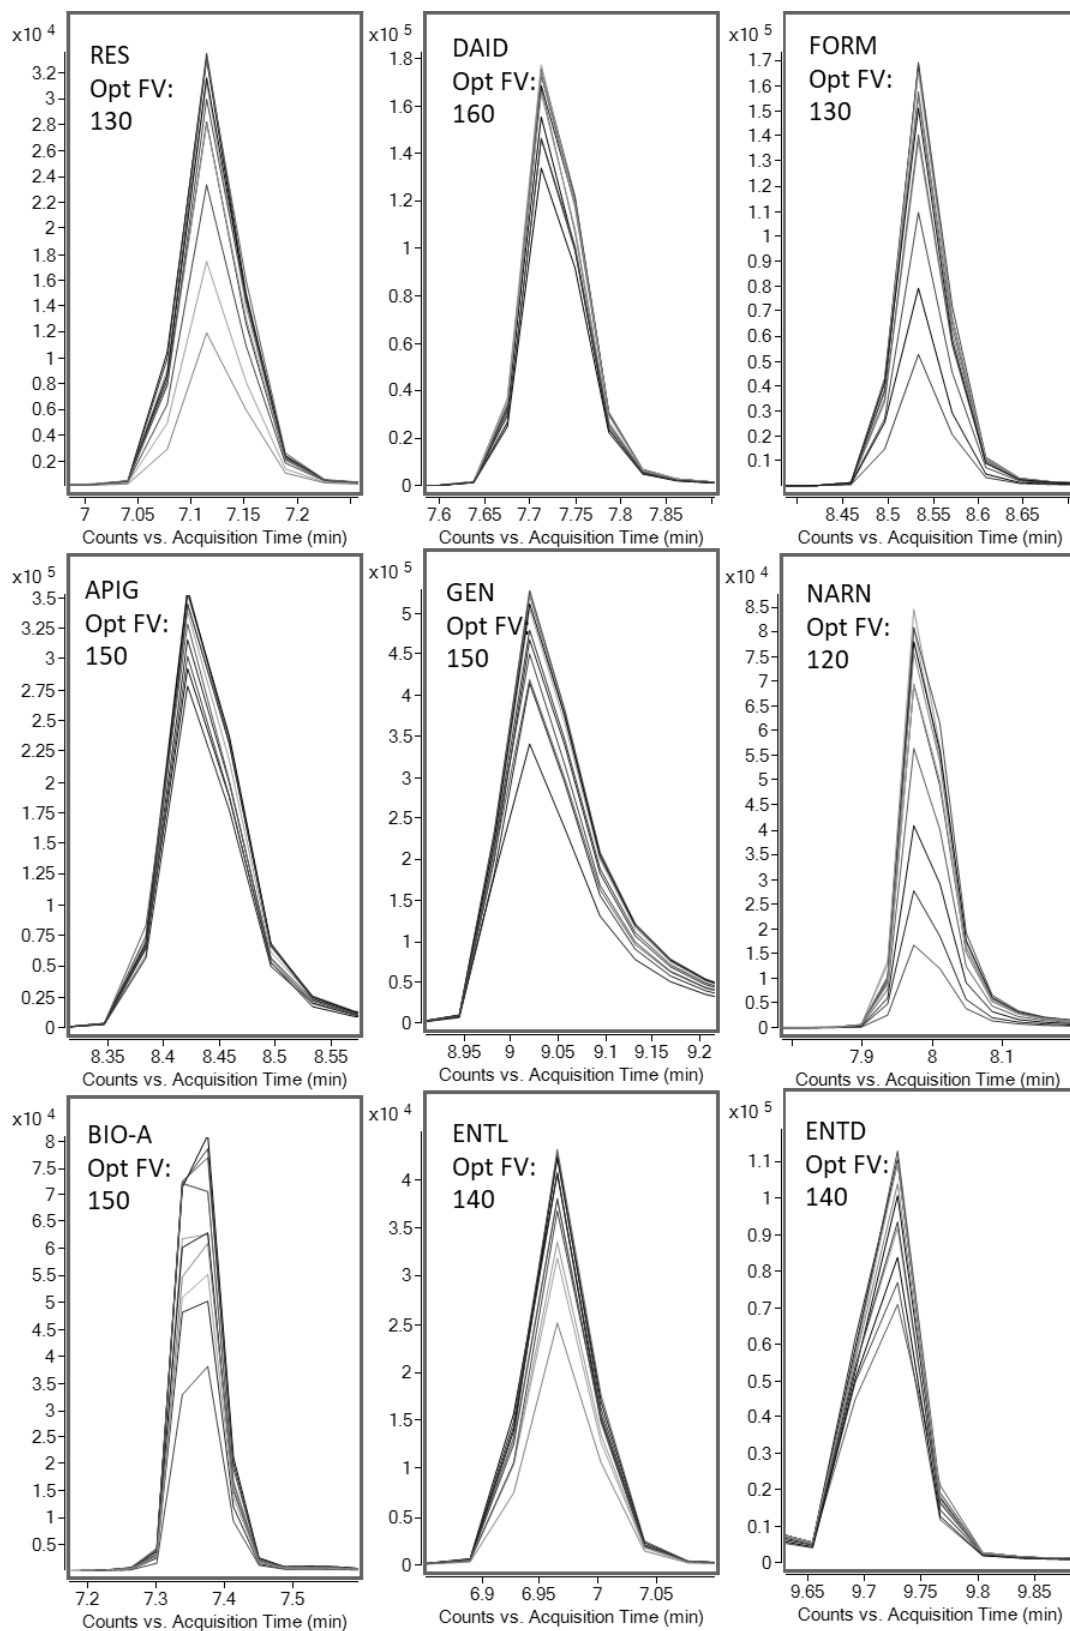 x10 4
RES
Opt FV:
130
3.2
3
2.8
2.6
2.4
2.2
2
1.8
1.6
1.4
1.2
1
0.8
0.6
0.4
0.2
7 7.05 7.1 7.15 7.2
Counts vs. Acquisition Time (min)
x10 5
DAID
Opt FV:
160
1.8
1.6
1.4
1.2
1
0.8
0.6
0.4
0.2
0
7.6 7.65 7.7 7.75 7.8 7.85
Counts vs. Acquisition Time (min)
x10 5
FORM
Opt FV:
130
1.7
1.6
1.5
1.4
1.3
1.2
1.1
1
0.9
0.8
0.7
0.6
0.5
0.4
0.3
0.2
0.1
8.45 8.5 8.55 8.6 8.65
Counts vs. Acquisition Time (min)
x10 5
APIG
Opt FV:
150
3.5
3.25
3
2.75
2.5
2.25
2
1.75
1.5
1.25
1
0.75
0.5
0.25
0
8.35 8.4 8.45 8.5 8.55
Counts vs. Acquisition Time (min)
x10 5
GEN
Opt FV:
150
5
4.5
4
3.5
3
2.5
2
1.5
1
0.5
0
8.95 9 9.05 9.1 9.15 9.2
Counts vs. Acquisition Time (min)
x10 4
NARN
Opt FV:
120
8.5
8
7.5
7
6.5
6
5.5
5
4.5
4
3.5
3
2.5
2
1.5
1
0.5
0
7.9 8 8.1
Counts vs. Acquisition Time (min)
x10 4
BIO-A
Opt FV:
150
8
7.5
7
6.5
6
5.5
5
4.5
4
3.5
3
2.5
2
1.5
1
0.5
7.2 7.3 7.4 7.5
Counts vs. Acquisition Time (min)
x10 4
ENTL
Opt FV:
140
4
3.5
3
2.5
2
1.5
1
0.5
0
6.9 6.95 7 7.05
Counts vs. Acquisition Time (min)
x10 5
ENTD
Opt FV:
140
1.1
1
0.9
0.8
0.7
0.6
0.5
0.4
0.3
0.2
0.1
0
9.65 9.7 9.75 9.8 9.85
Counts vs. Acquisition Time (min)